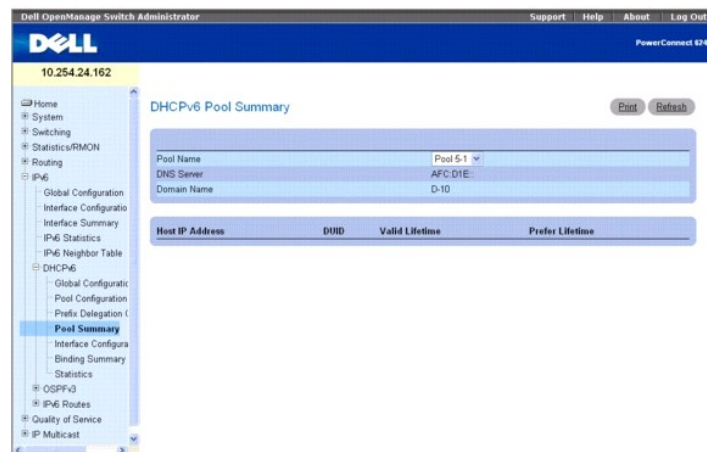 Dell OpenManage Switch Administrator
Support Help About Log Out
DELL
PowerConnect 624
10.254.24.162
Home
System
Switching
Statistics/RMON
Routing
IPv6
Global Configuration
Interface Configuratio
Interface Summary
IPv6 Statistics
IPv6 Neighbor Table
DHCPv6
Global Configuratic
Pool Configuration
Prefix Delegation (
Pool Summary
Interface Configura
Binding Summary
Statistics
OSPFv3
IPv6 Routes
Quality of Service
IP Multicast
DHCPv6 Pool Summary
Print Refresh
Pool Name Pool 5-1
DNS Server AFC:D1E::
Domain Name D-10
Host IP Address DUID Valid Lifetime Prefer Lifetime